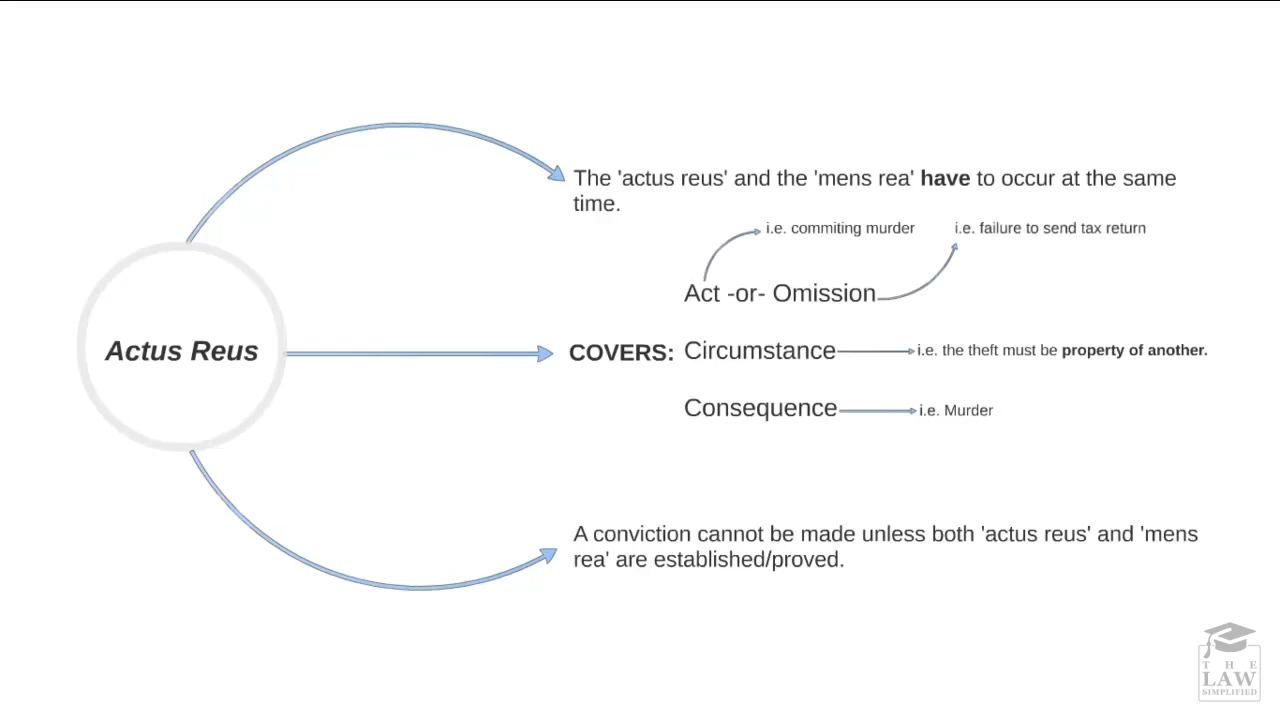 The 'actus reus' and the 'mens rea' have to occur at the same
time.
i.e. commiting murder
i.e. failure to send tax return
Act -or- Omission
Actus Reus
COVERS: Circumstance
i.e. the theft must be property of another.
Consequence
i.e. Murder
A conviction cannot be made unless both 'actus reus' and 'mens
rea' are established/proved.
THE
LAW
SIMPLIFIED